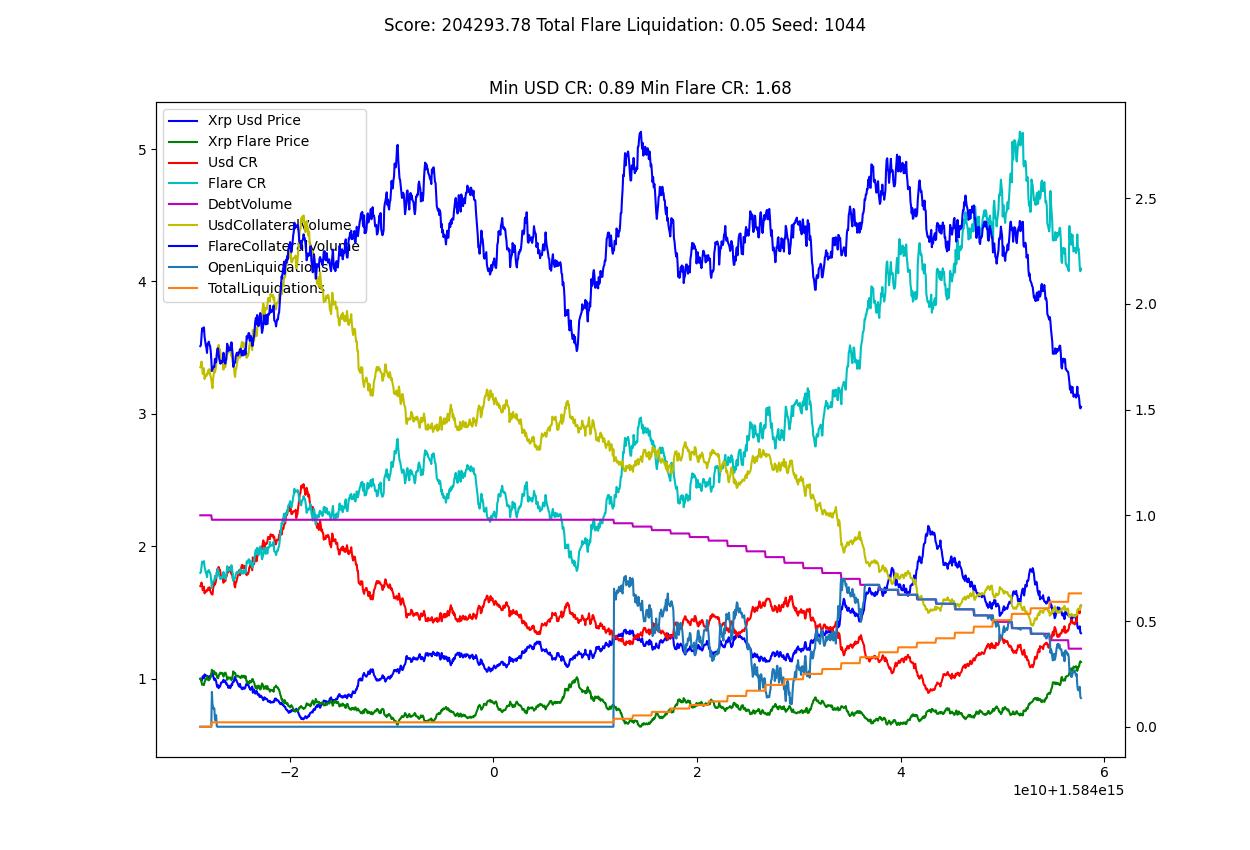 Score: 204293.78 Total Flare Liquidation: 0.05 Seed: 1044
Min USD CR: 0.89 Min Flare CR: 1.68
Xrp Usd Price
Xrp Flare Price
Usd CR
Flare CR
DebtVolume
UsdCollateralVolume
FlareCollateralVolume
OpenLiquidations
TotalLiquidations
5
4
3
2
1
2.5
2.0
1.5
1.0
0.5
0.0
−2 0 2 4 6
1e10+1.584e15